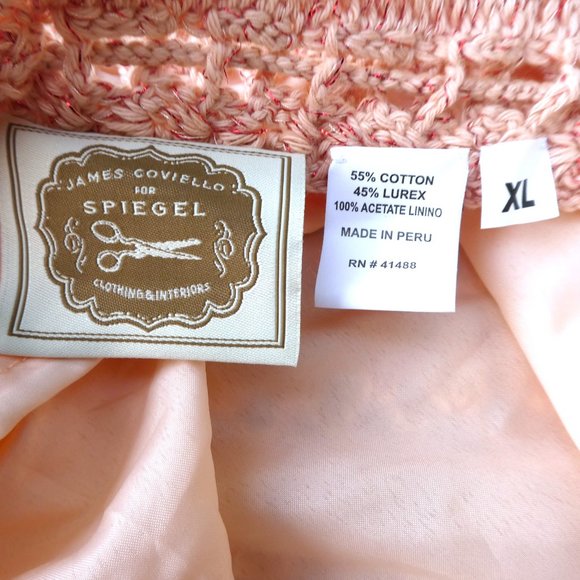 JAMES COVIELLO
FOR
SPIEGEL
CLOTHING & INTERIORS
55% COTTON
45% LUREX
100% ACETATE LININO
MADE IN PERU
RN # 41488
XL